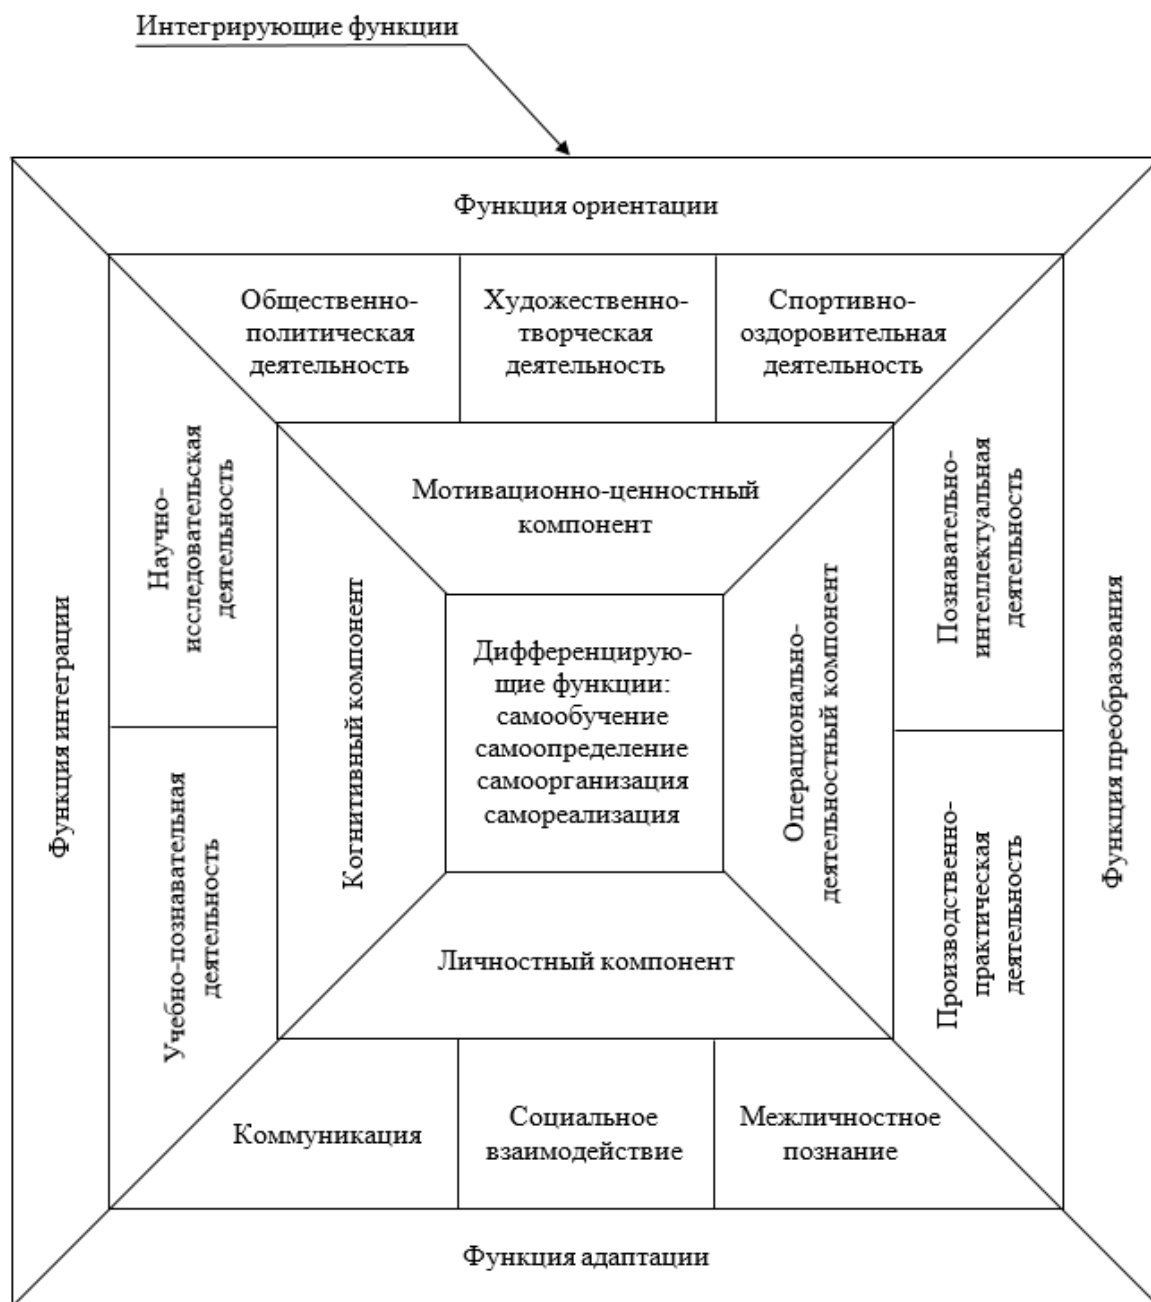 Интегрирующие функции
Функция ориентации
Общественно-
политическая
деятельность
Художественно-
творческая
деятельность
Спортивно-
оздоровительная
деятельность
Мотивационно-ценностный
компонент
Функция интеграции
Научно-
исследовательская
деятельность
Учебно-познавательная
деятельность
Когнитивный компонент
Дифференцирую-
щие функции:
самообучение
самоопределение
самоорганизация
самореализация
Операционально-
деятельностный компонент
Познавательно-
интеллектуальная
деятельность
Производственно-
практическая
деятельность
Функция преобразования
Личностный компонент
Коммуникация
Социальное
взаимодействие
Межличностное
познание
Функция адаптации